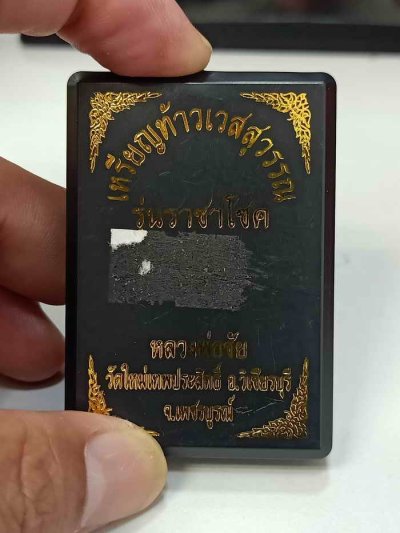 เหรียญท้าวเวสสุวรรณ
รุ่นราชาโชค
หลวงพ่อชัย
วัดใหม่เทพประสิทธิ์ อ.วิเชียรบุรี
จ.เพชรบูรณ์